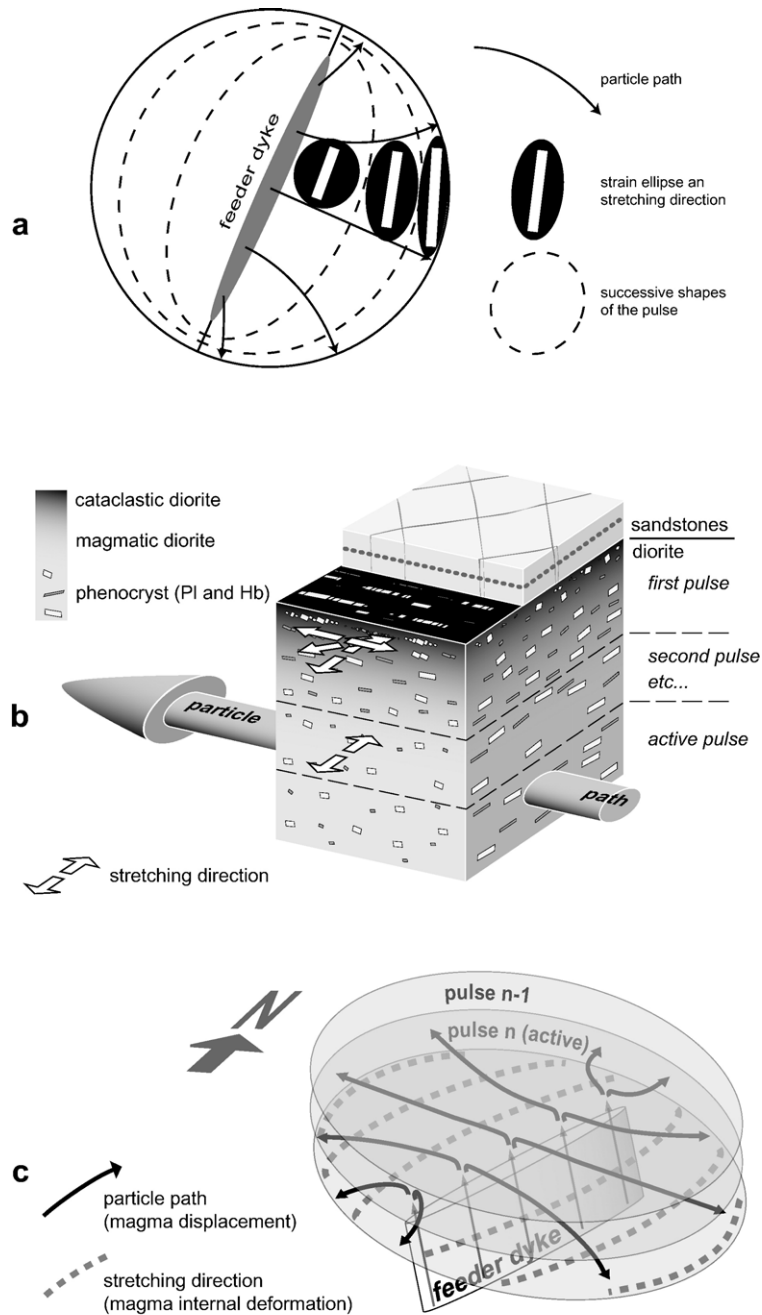 feeder dyke
particle path
strain ellipse an
stretching direction
successive shapes
of the pulse
a
cataclastic diorite
magmatic diorite
phenocryst (Pl and Hb)
sandstones
diorite
first pulse
second pulse
etc...
active pulse
particle
path
b
stretching direction
N
pulse n-1
pulse n (active)
feeder dyke
c
particle path
(magma displacement)
stretching direction
(magma internal deformation)